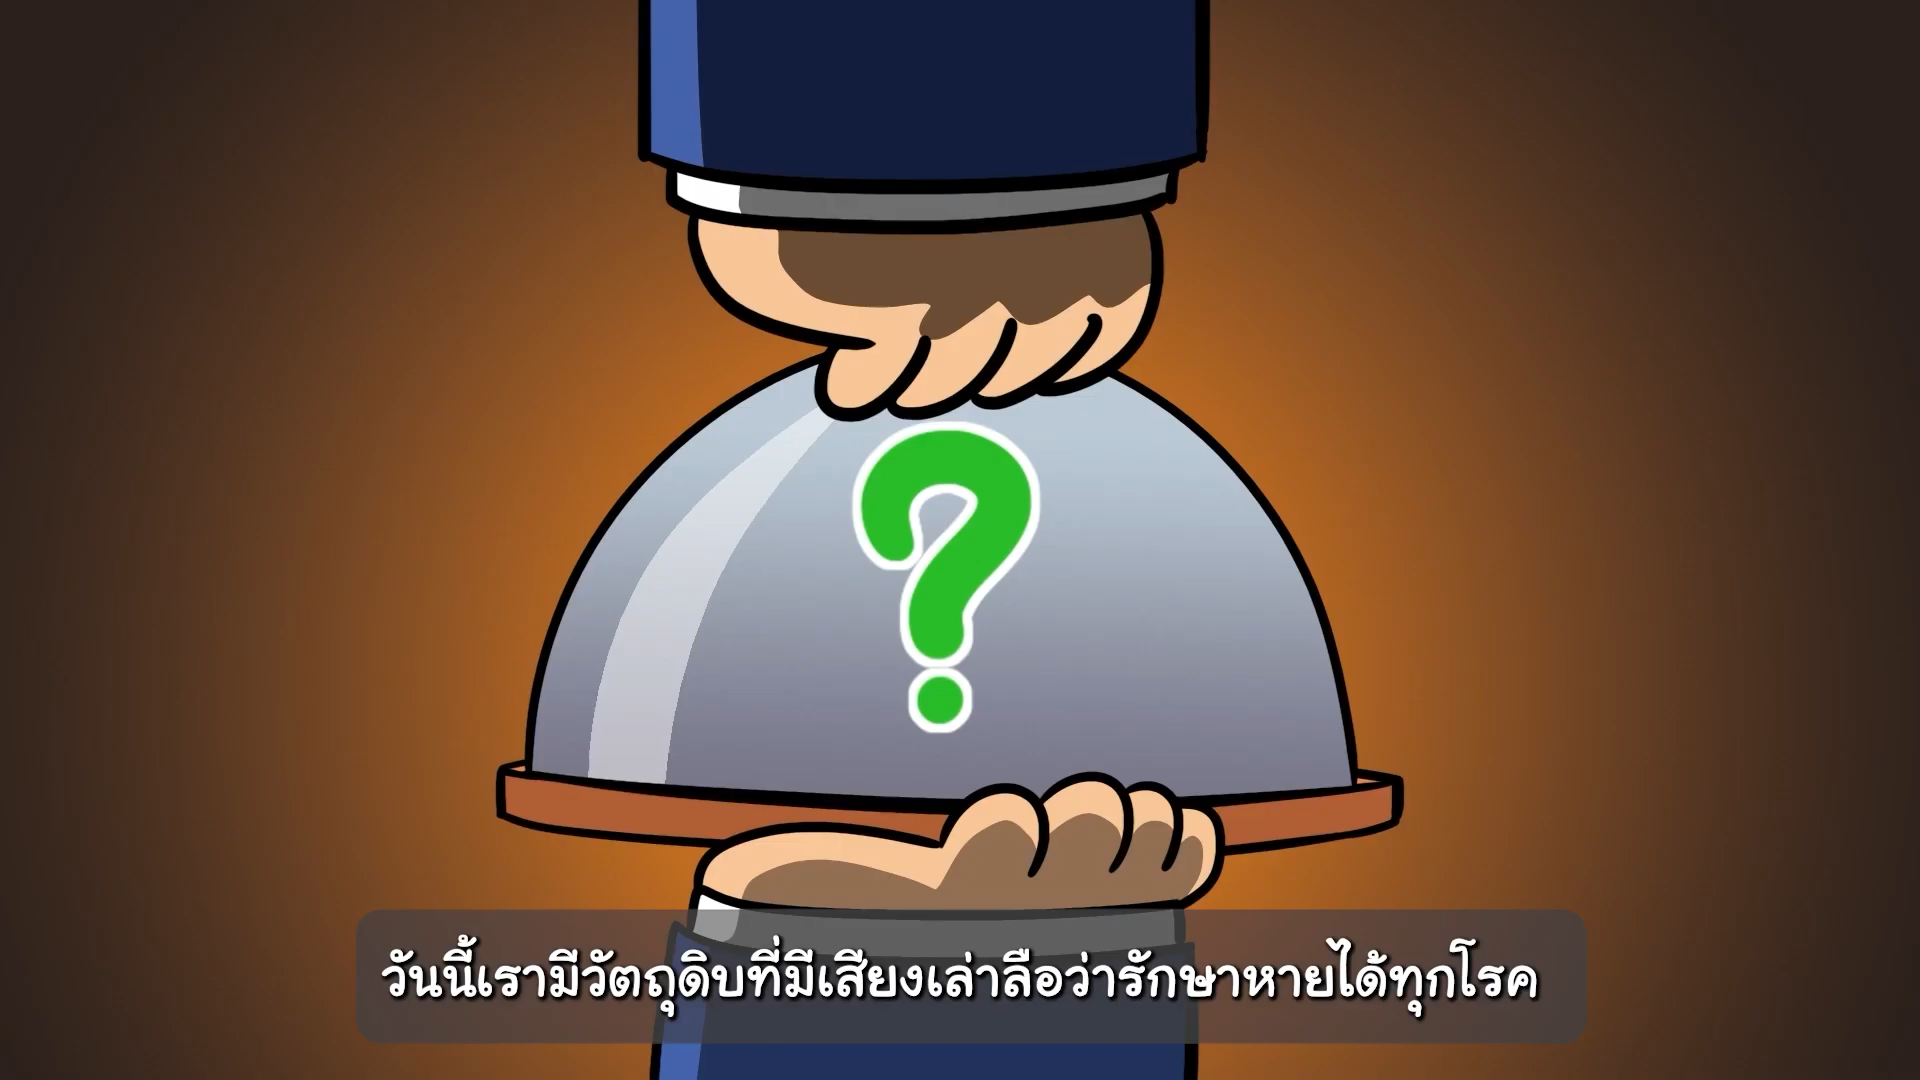 ?
วันนี้เรามีวัตถุดิบที่มีเสียงเล่าลือว่ารักษาหายได้ทุกโรค